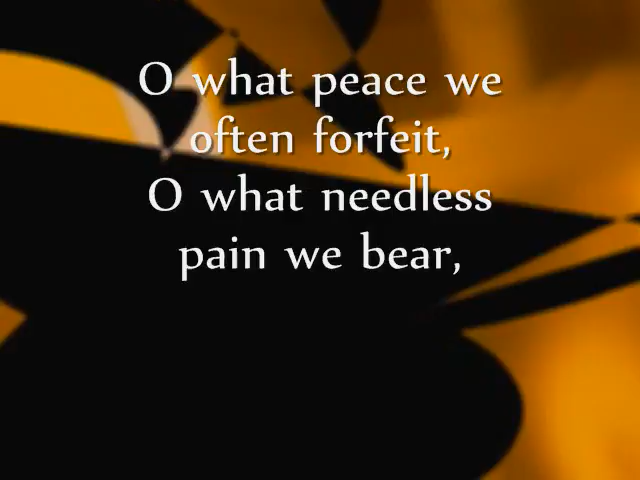 O what peace we
often forfeit,
O what needless
pain we bear,